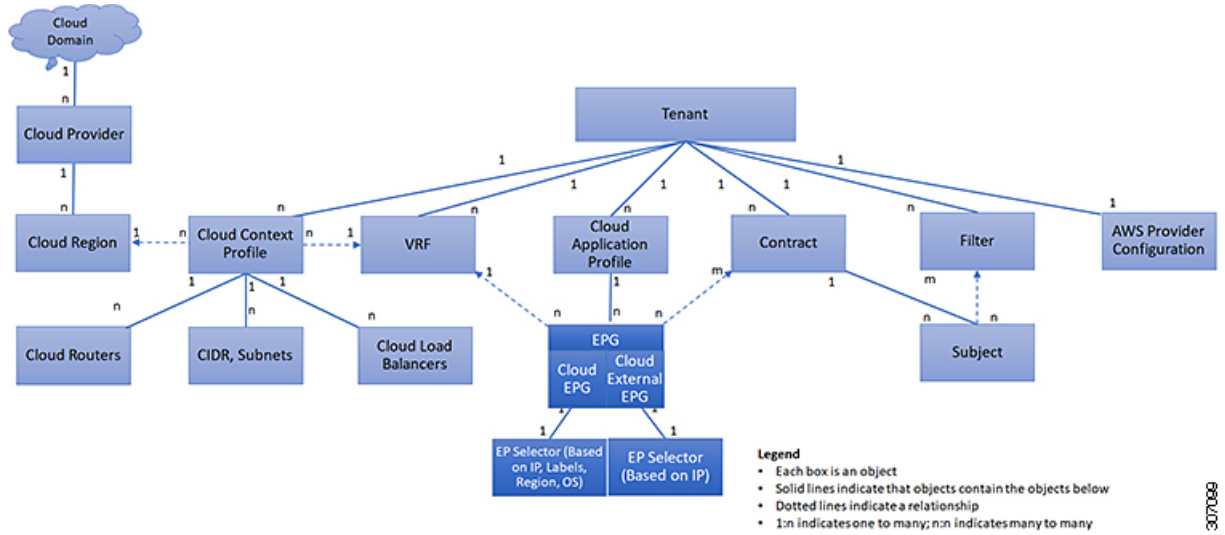 Cloud
Domain
1
n
Cloud Provider
Tenant
1
n
1
1
1
1
1
1
n
n
n
n
n
1
Cloud Region
1
n
Cloud Context
Profile
n
1
VRF
Cloud
Application
Profile
Contract
Filter
AWS Provider
Configuration
1
1
1
1
1
m
1
m
n
n
n
n
n
n
n
n
Cloud Routers
CIDR, Subnets
Cloud Load
Balancers
EPG
Cloud
EPG
Cloud
External
EPG
Subject
1
1
1
1
EP Selector (Based
on IP, Labels,
Region, OS)
EP Selector
(Based on IP)
Legend
• Each box is an object
• Solid lines indicate that objects contain the objects below
• Dotted lines indicate a relationship
• 1:n indicates one to many; n:n indicates many to many
307099